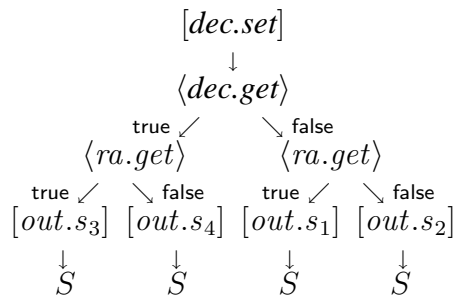 [dec.set]
↓
⟨dec.get⟩
true ↙ ↘ false
⟨ra.get⟩ ⟨ra.get⟩
true ↙ ↘ false true ↙ ↘ false
[out.s₃] [out.s₄] [out.s₁] [out.s₂]
↓ ↓ ↓ ↓
S S S S